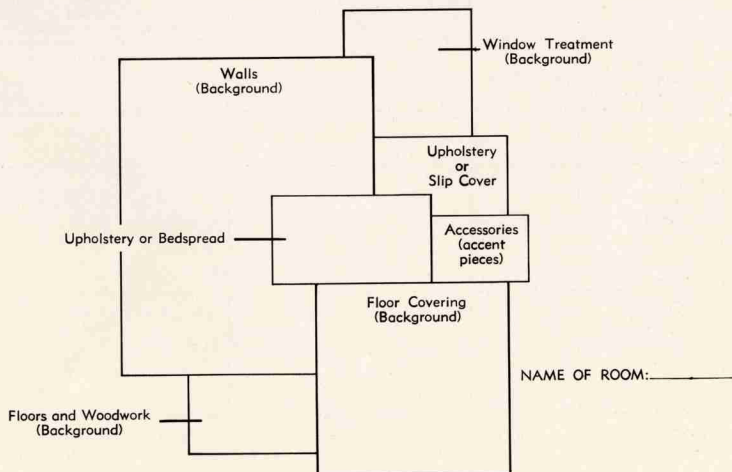 Window Treatment
(Background)
Walls
(Background)
Upholstery
or
Slip Cover
Upholstery or Bedspread
Accessories
(accent
pieces)
Floor Covering
(Background)
NAME OF ROOM:
Floors and Woodwork
(Background)